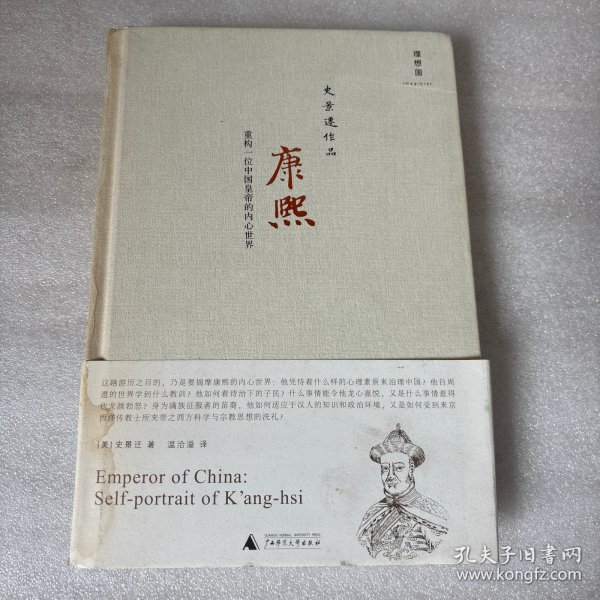 理想国
史景遷作品
康熙
重构一位中国皇帝的内心世界
这趟游历之目的，乃是要揣摩康熙的内心世界：他凭恃着什么样的心理素质来治理中国？他自周
遭的世界学到什么教训？他如何看待治下的子民？什么事情能令他龙心嘉悦，又是什么事情惹得
他龙颜勃怒？身为满族征服者的苗裔，他如何适应于汉人的知识和政治环境，又是如何受到来京
西洋传教士所夹带之西方科学与宗教思想的洗礼？
[美]史景迁 著 温洽溢 译
Emperor of China:
Self-portrait of K'ang-hsi
GUANGXI NORMAL UNIVERSITY PRESS
广西师范大学出版社
孔夫子旧书网
www.kongfz.com